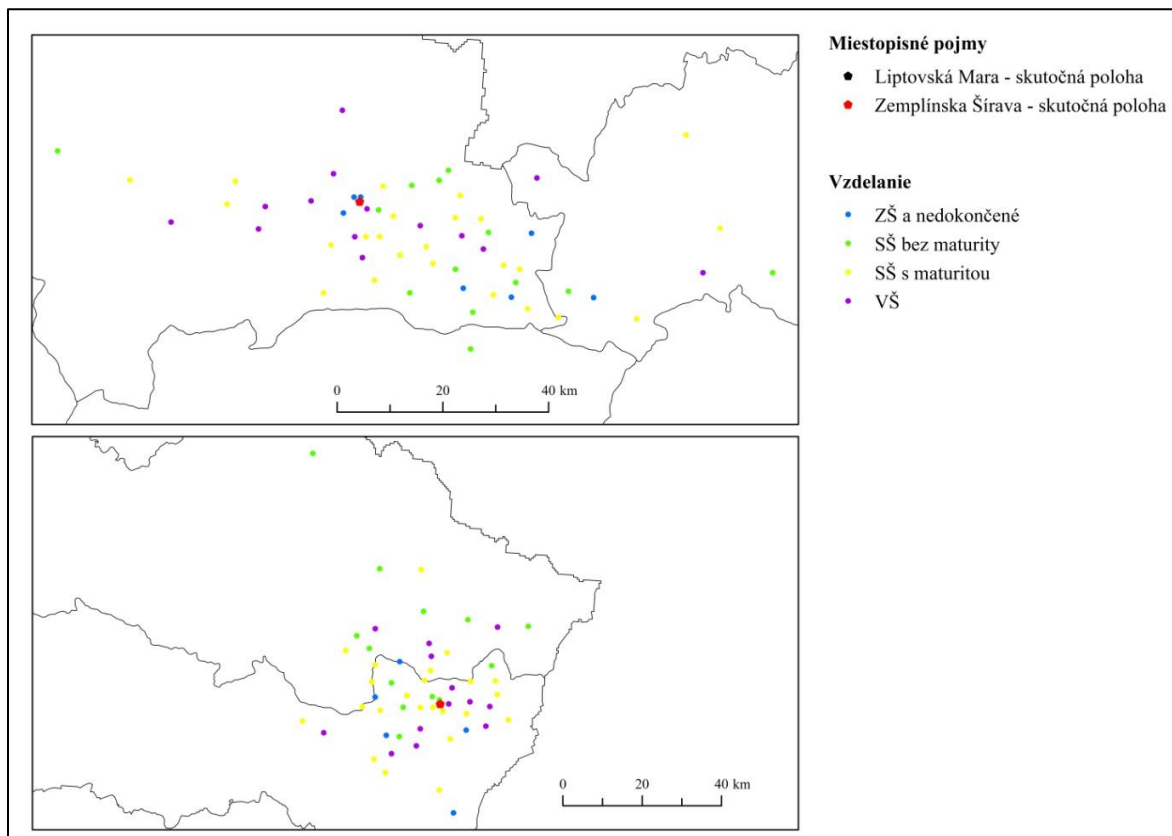 Miestopisné pojmy
Liptovská Mara - skutočná poloha
Zemplínska Šírava - skutočná poloha
Vzdelanie
ZŠ a nedokončené
SŠ bez maturity
SŠ s maturitou
VŠ
0 20 40 km
0 20 40 km